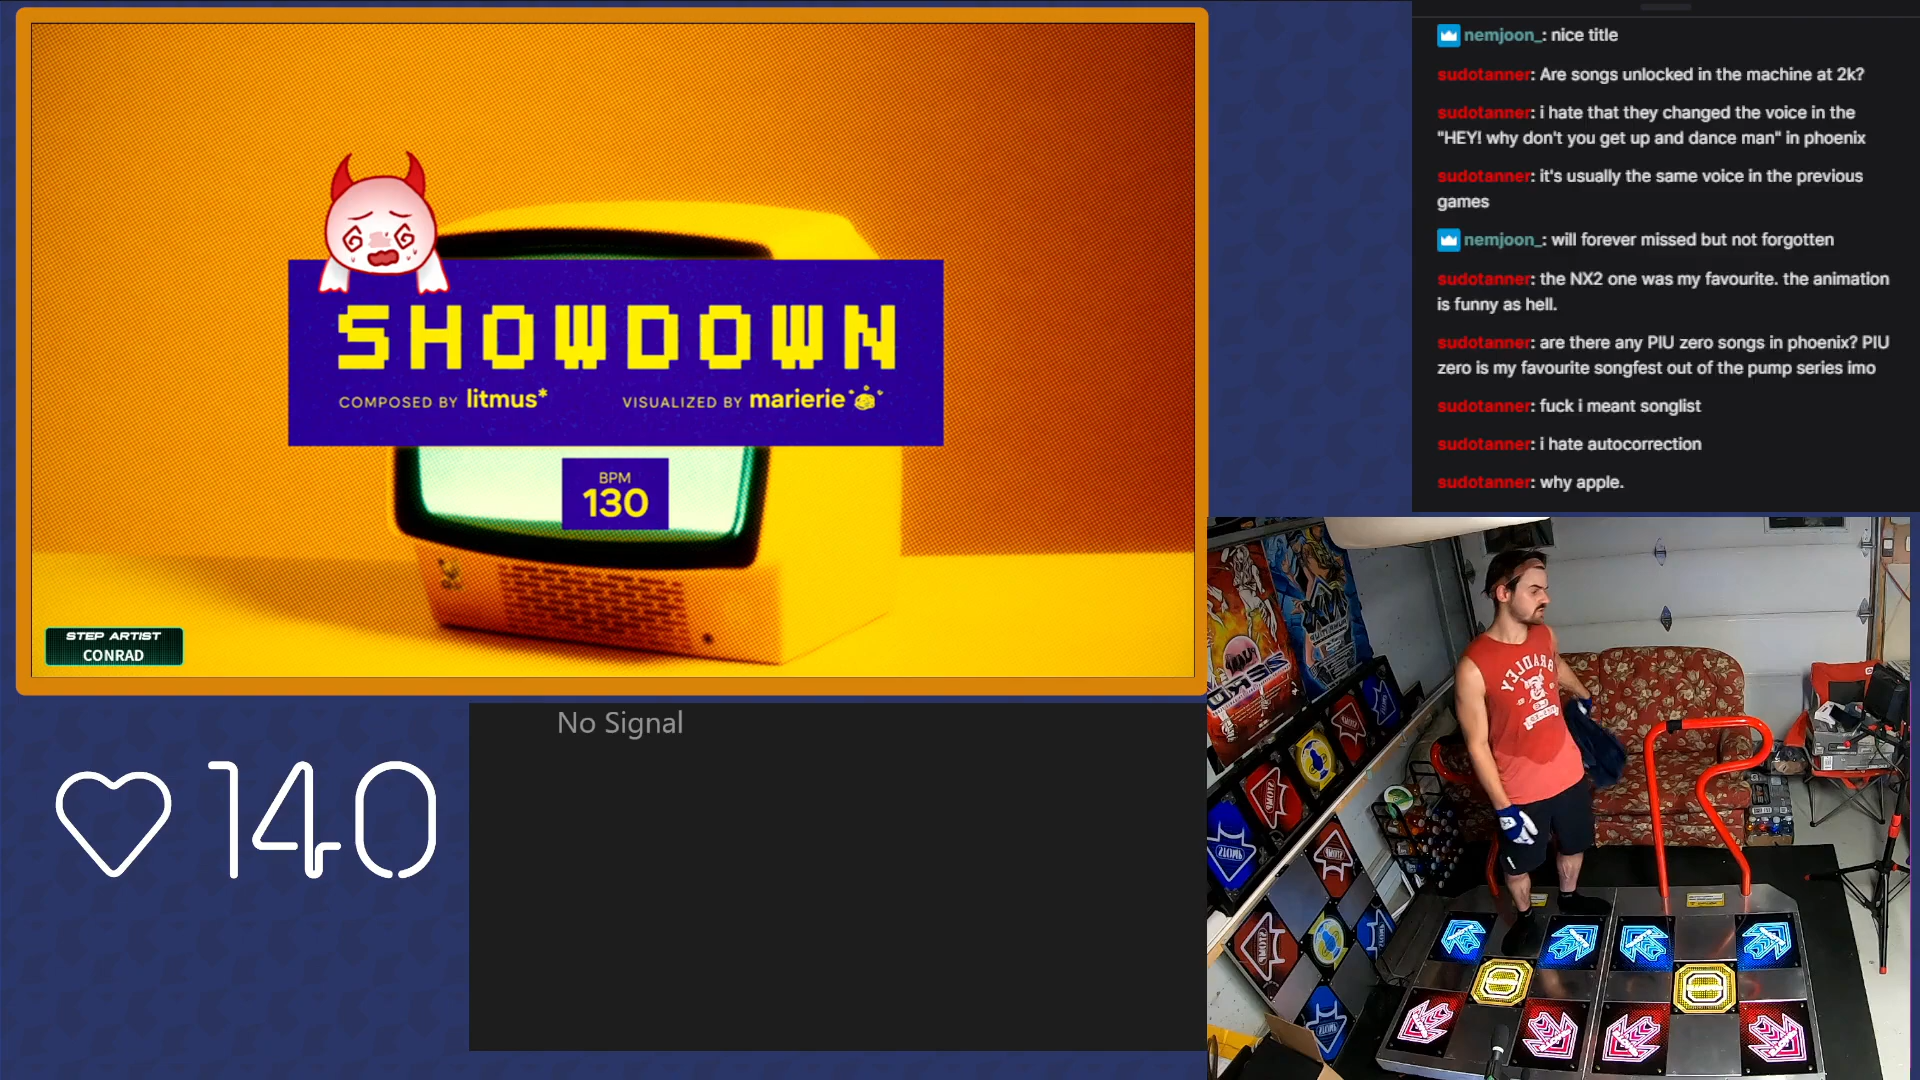 SHOWDOWN
COMPOSED BY litmus*
VISUALIZED BY marierie
BPM
130
STEP ARTIST
CONRAD
140
No Signal
nemjoon_: nice title
sudotanner: Are songs unlocked in the machine at 2k?
sudotanner: i hate that they changed the voice in the
"HEY! why don't you get up and dance man" in phoenix
sudotanner: it's usually the same voice in the previous
games
nemjoon_: will forever missed but not forgotten
sudotanner: the NX2 one was my favourite. the animation
is funny as hell.
sudotanner: are there any PIU zero songs in phoenix? PIU
zero is my favourite songfest out of the pump series imo
sudotanner: fuck i meant songlist
sudotanner: i hate autocorrection
sudotanner: why apple.
BRADLEY